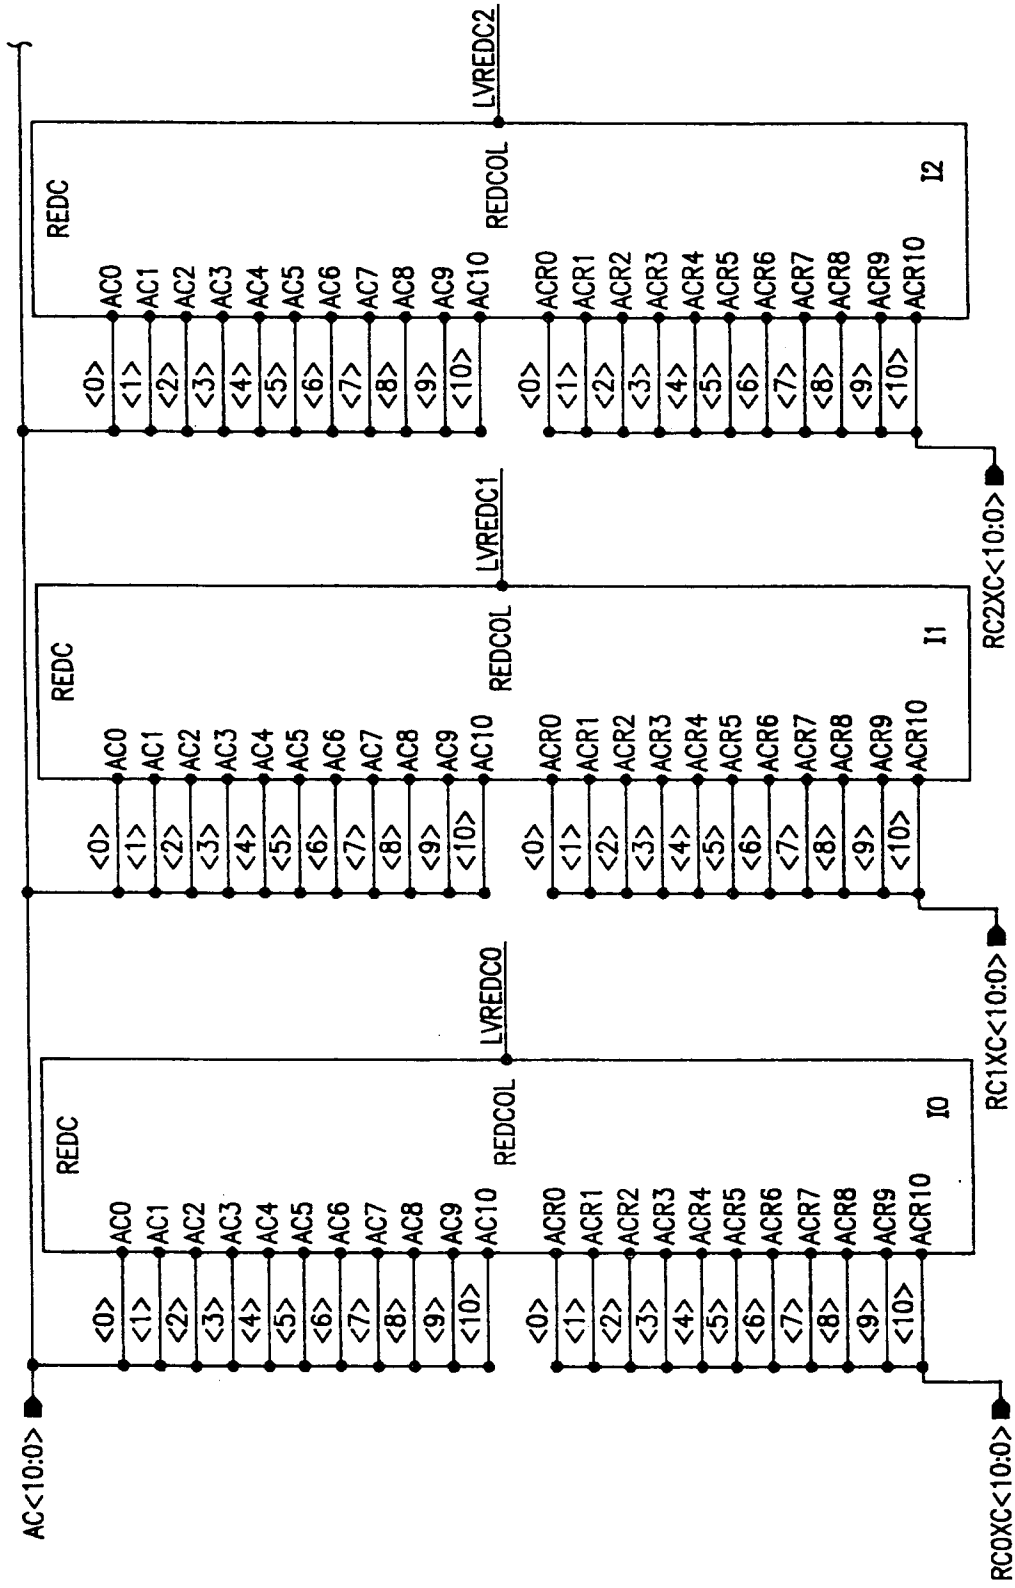 AC<10:0>
RC0XC<10:0>
<0>
<1>
<2>
<3>
<4>
<5>
<6>
<7>
<8>
<9>
<10>
<0>
<1>
<2>
<3>
<4>
<5>
<6>
<7>
<8>
<9>
<10>
AC0
AC1
AC2
AC3
AC4
AC5
AC6
AC7
AC8
AC9
AC10
ACR0
ACR1
ACR2
ACR3
ACR4
ACR5
ACR6
ACR7
ACR8
ACR9
ACR10
REDC
REDCOL
I0
LVREDC0
RC1XC<10:0>
<0>
<1>
<2>
<3>
<4>
<5>
<6>
<7>
<8>
<9>
<10>
<0>
<1>
<2>
<3>
<4>
<5>
<6>
<7>
<8>
<9>
<10>
AC0
AC1
AC2
AC3
AC4
AC5
AC6
AC7
AC8
AC9
AC10
ACR0
ACR1
ACR2
ACR3
ACR4
ACR5
ACR6
ACR7
ACR8
ACR9
ACR10
REDC
REDCOL
I1
LVREDC1
RC2XC<10:0>
<0>
<1>
<2>
<3>
<4>
<5>
<6>
<7>
<8>
<9>
<10>
<0>
<1>
<2>
<3>
<4>
<5>
<6>
<7>
<8>
<9>
<10>
AC0
AC1
AC2
AC3
AC4
AC5
AC6
AC7
AC8
AC9
AC10
ACR0
ACR1
ACR2
ACR3
ACR4
ACR5
ACR6
ACR7
ACR8
ACR9
ACR10
REDC
REDCOL
I2
LVREDC2